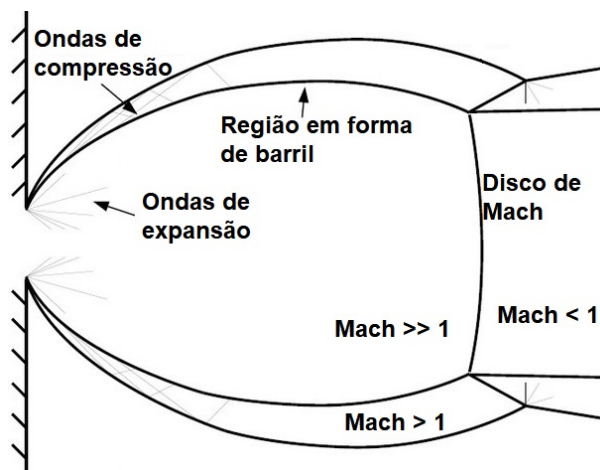 Ondas de
compressão
Região em forma
de barril
Ondas de
expansão
Disco de
Mach
Mach >> 1
Mach < 1
Mach > 1